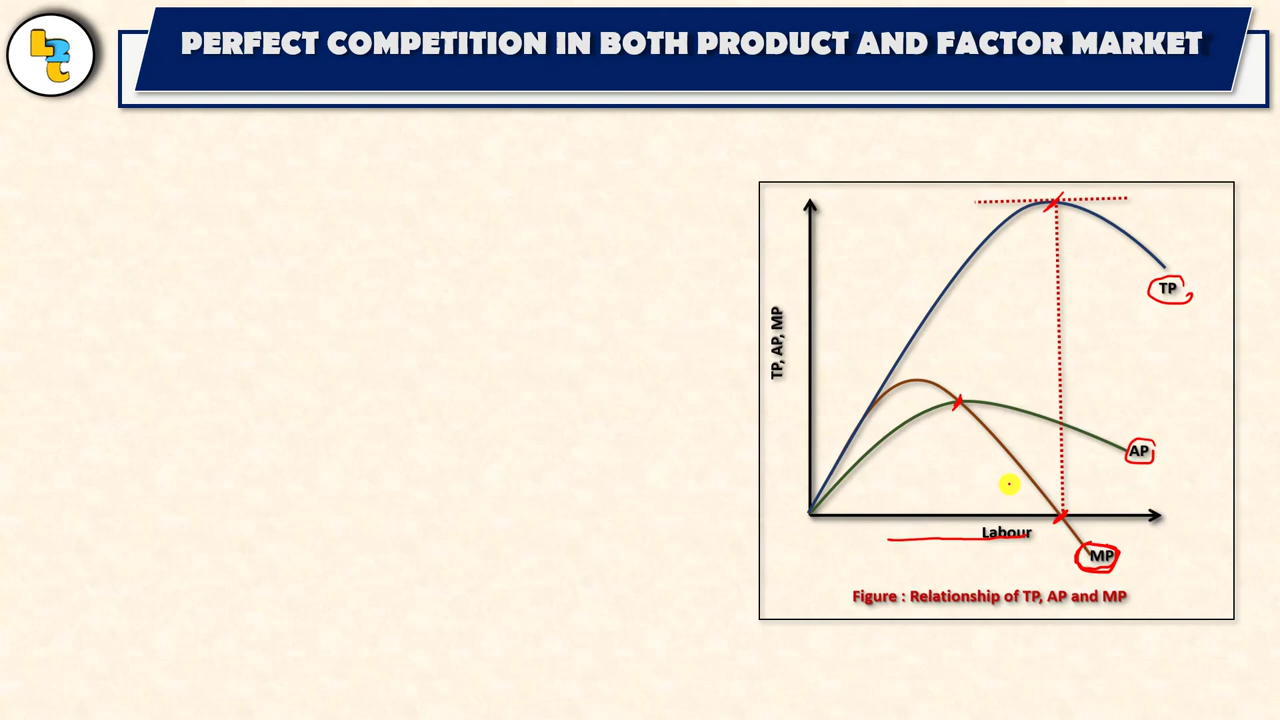 L2C
PERFECT COMPETITION IN BOTH PRODUCT AND FACTOR MARKET
TP, AP, MP
TP
AP
Labour
MP
Figure : Relationship of TP, AP and MP